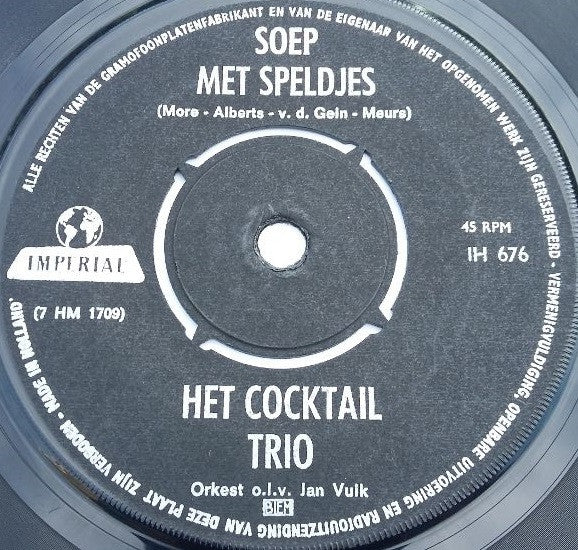 ALLE RECHTEN VAN DE GRAMOFOONPLATENFABRIKANT EN VAN DE EIGENAAR VAN HET OPGENOMEN WERK ZIJN GERESERVEERD - VERMENIGVULDIGING, OPENBARE UITVOERING EN RADIOUITZENDING VAN DEZE PLAAT ZIJN VERBODEN - MADE IN HOLLAND.
SOEP
MET SPELDJES
(More - Alberts - v. d. Gein - Meurs)
IMPERIAL
(7 HM 1709)
45 RPM
IH 676
HET COCKTAIL
TRIO
Orkest o.l.v. Jan Vulk
BIEM